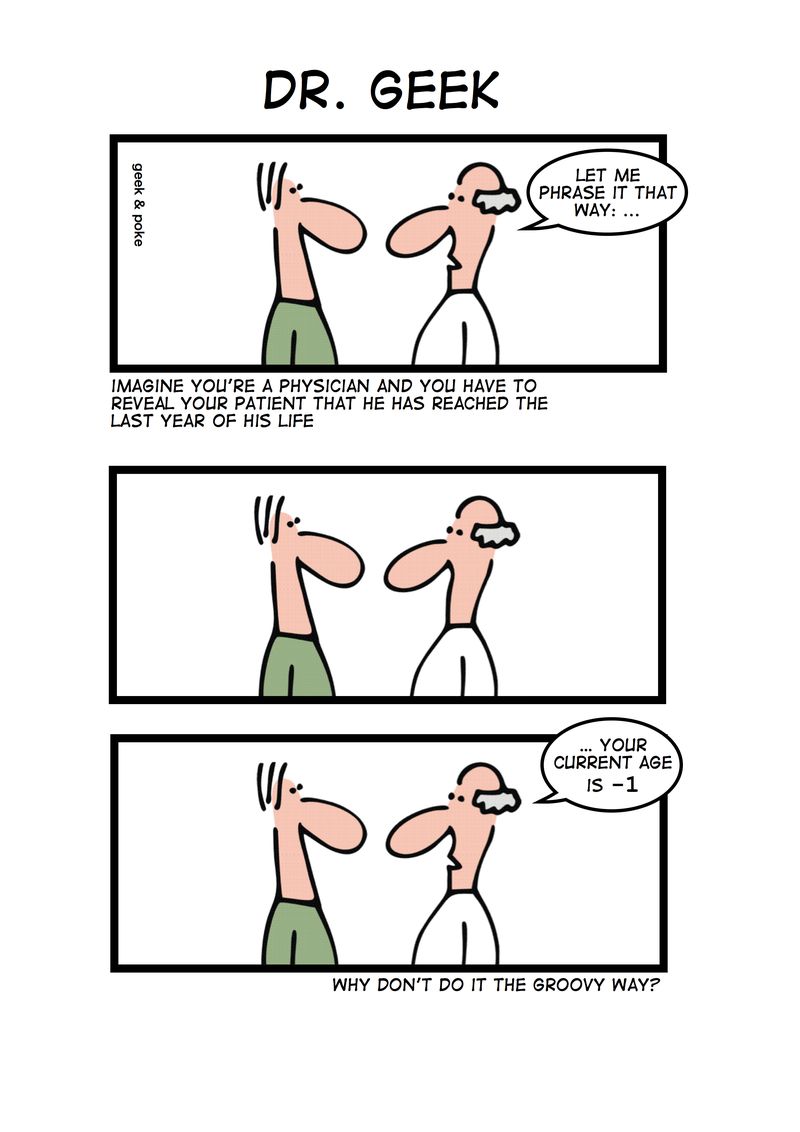 DR. GEEK
geek & poke
LET ME
PHRASE IT THAT
WAY: ...
IMAGINE YOU'RE A PHYSICIAN AND YOU HAVE TO
REVEAL YOUR PATIENT THAT HE HAS REACHED THE
LAST YEAR OF HIS LIFE
... YOUR
CURRENT AGE
IS -1
WHY DON'T DO IT THE GROOVY WAY?